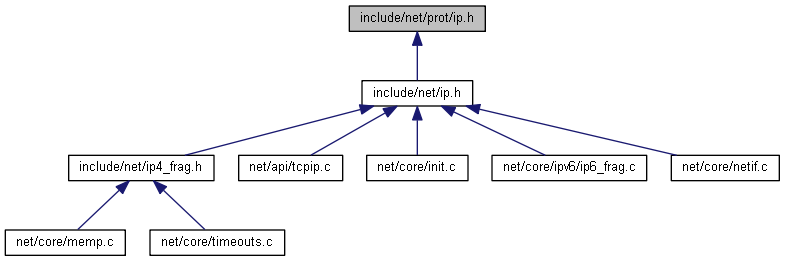 include/net/prot/ip.h
include/net/ip.h
include/net/ip4_frag.h
net/api/tcpip.c
net/core/init.c
net/core/ipv6/ip6_frag.c
net/core/netif.c
net/core/memp.c
net/core/timeouts.c